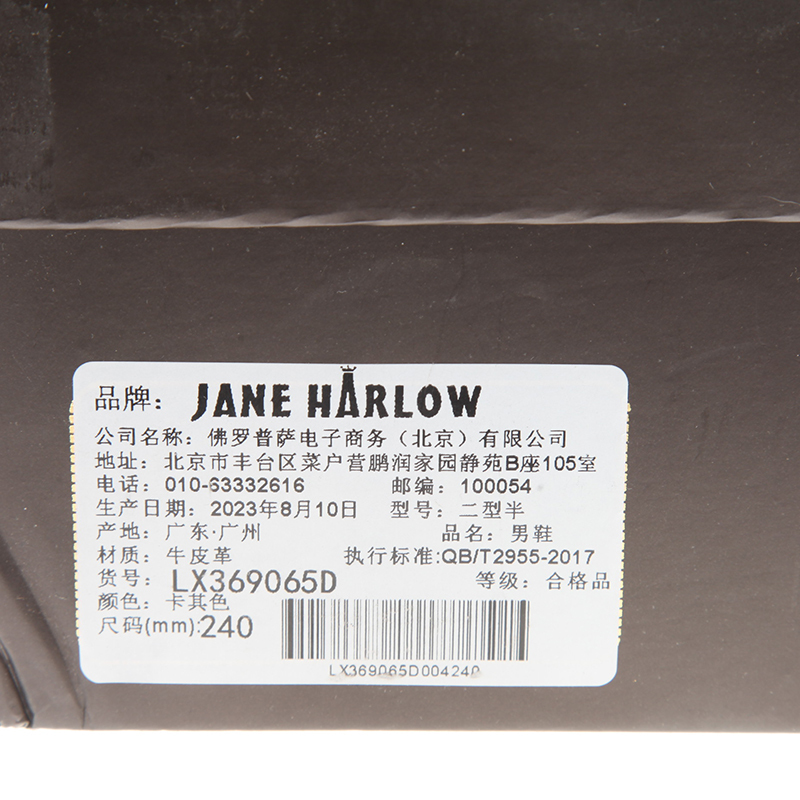 品牌: JANE HARLOW
公司名称: 佛罗普萨电子商务（北京）有限公司
地址: 北京市丰台区菜户营鹏润家园静苑B座105室
电话: 010-63332616 邮编: 100054
生产日期: 2023年8月10日 型号: 二型半
产地: 广东·广州 品名: 男鞋
材质: 牛皮革 执行标准:QB/T2955-2017
货号: LX369065D 等级: 合格品
颜色: 卡其色
尺码(mm):240
LX369065D004240